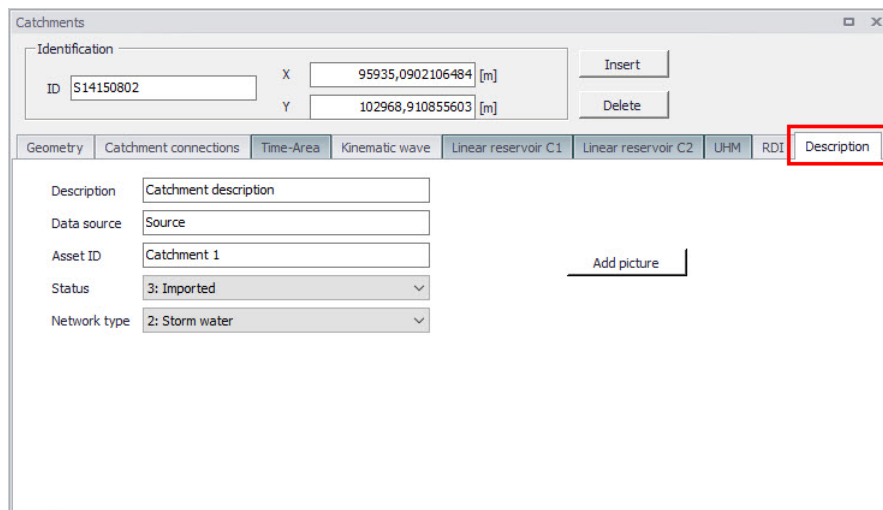 Catchments
Identification
ID S14150802
X 95935,0902106484 [m]
Y 102968,910855603 [m]
Insert
Delete
Geometry Catchment connections Time-Area Kinematic wave Linear reservoir C1 Linear reservoir C2 UHM RDI Description
Description Catchment description
Data source Source
Asset ID Catchment 1
Status 3: Imported
Network type 2: Storm water
Add picture